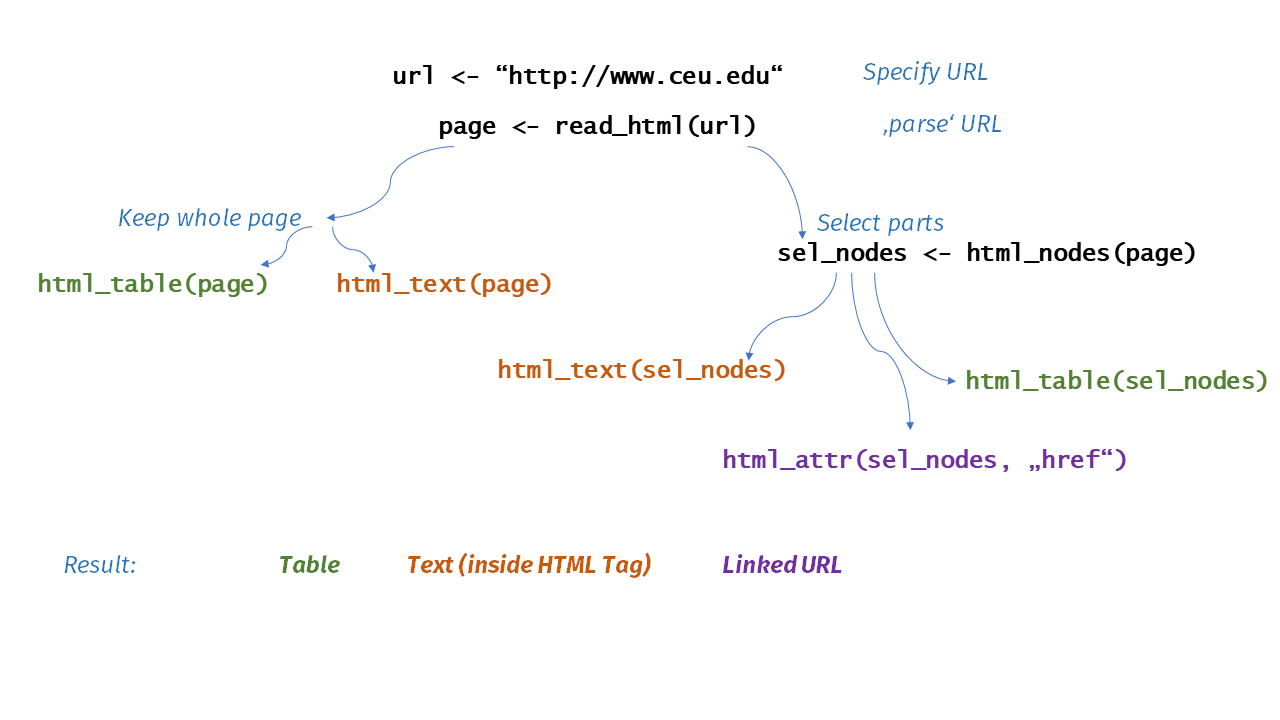 url <- “http://www.ceu.edu“
Specify URL
page <- read_html(url)
‚parse‘ URL
Keep whole page
Select parts
sel_nodes <- html_nodes(page)
html_table(page)
html_text(page)
html_text(sel_nodes)
html_table(sel_nodes)
html_attr(sel_nodes, „href“)
Result:
Table
Text (inside HTML Tag)
Linked URL